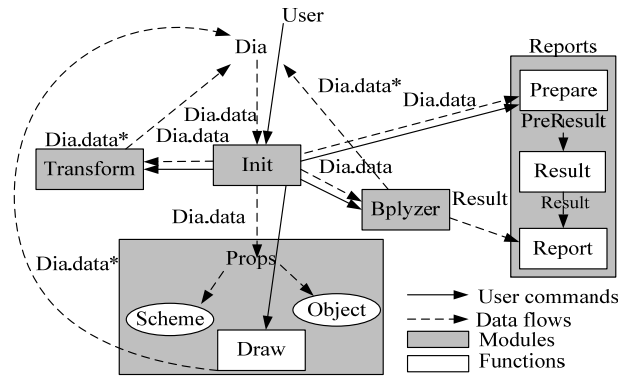 User
Dia
Reports
Dia.data*
Prepare
Dia.data
Dia.data
PreResult
Dia.data*
Dia.data
Transform
Init
Dia.data
Result
Bplyzer
Result
Result
Dia.data
Report
Props
Dia.data*
Scheme
Object
Draw
User commands
Data flows
Modules
Functions